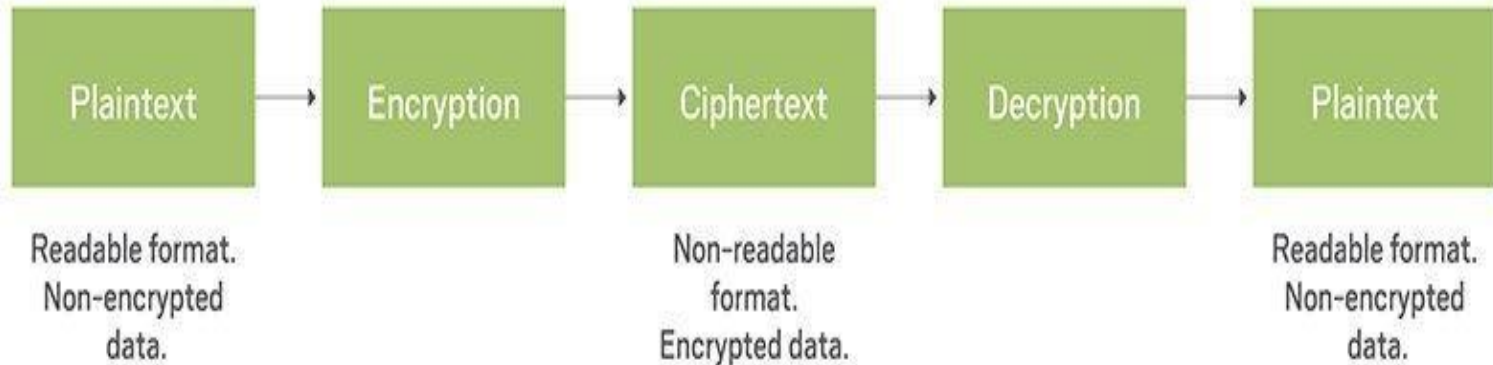 Plaintext
Encryption
Ciphertext
Decryption
Plaintext
Readable format.
Non-encrypted
data.
Non-readable
format.
Encrypted data.
Readable format.
Non-encrypted
data.